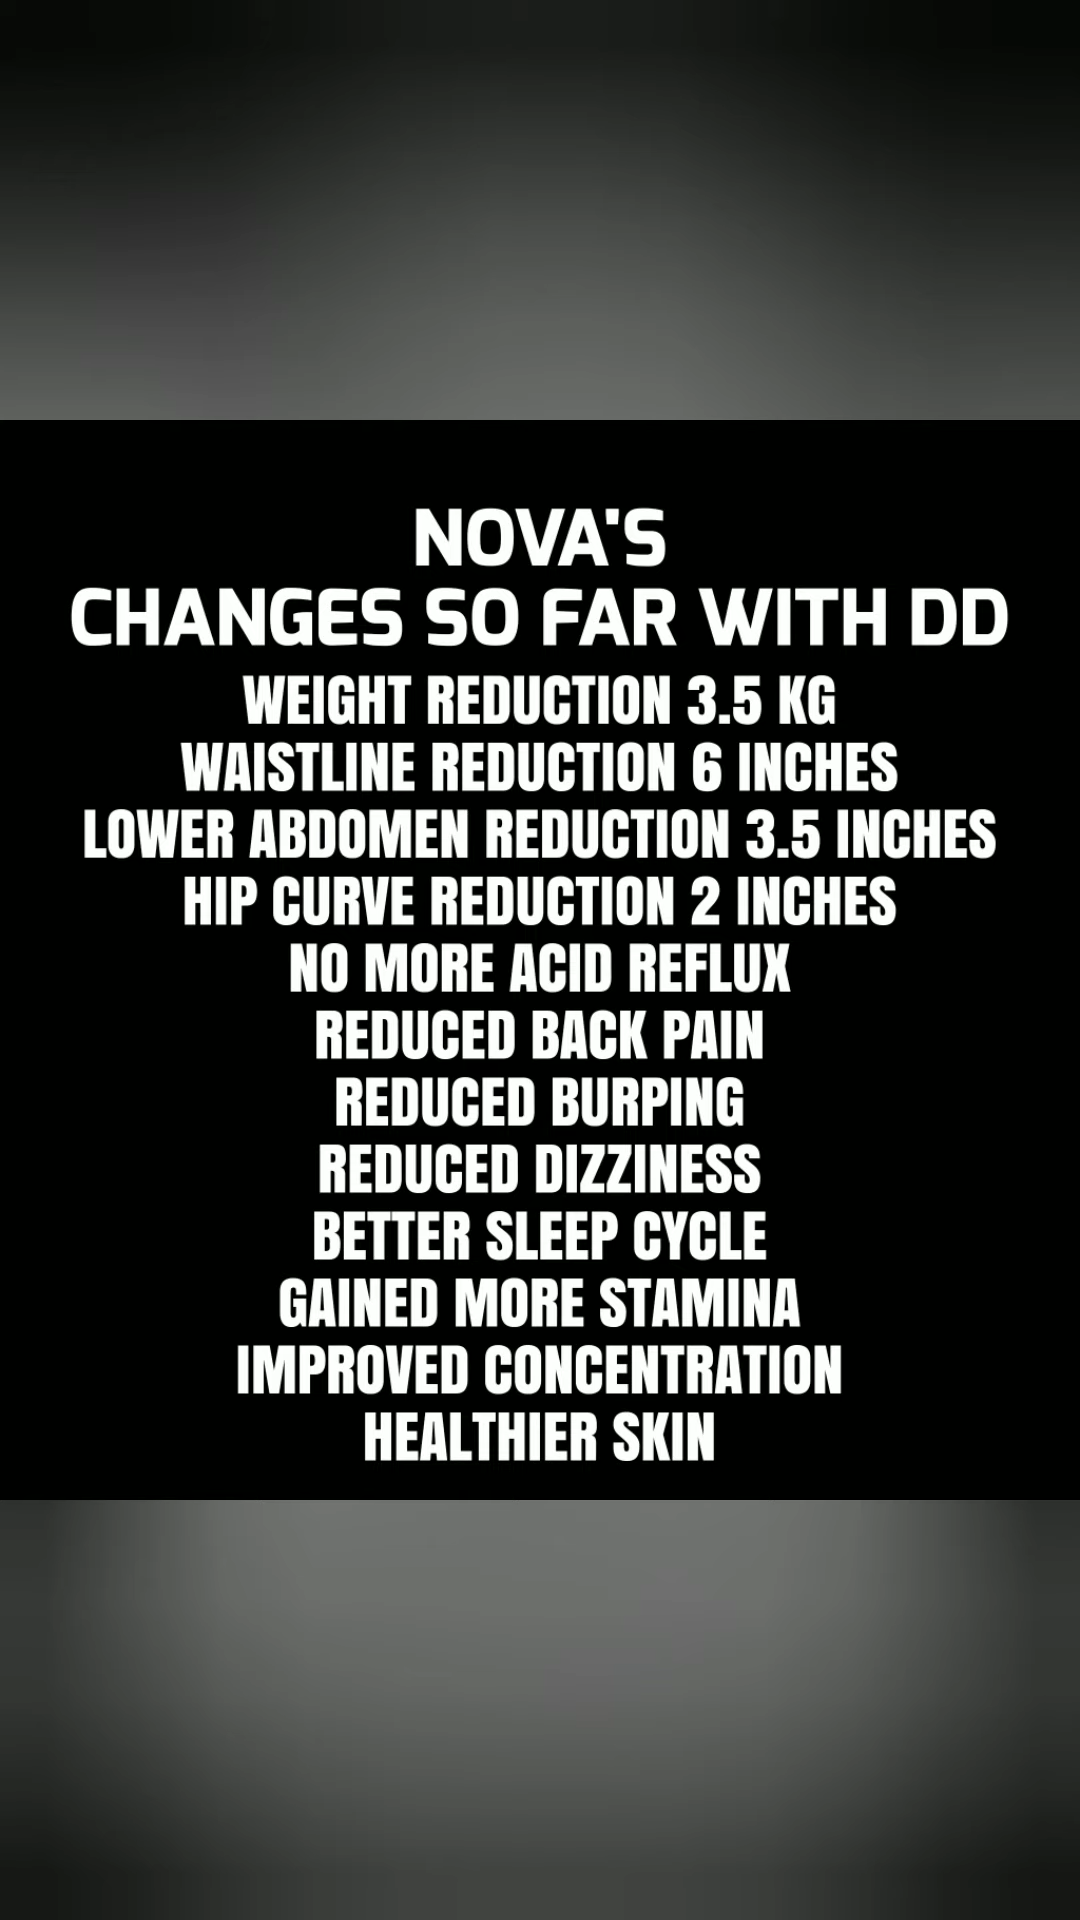 NOVA'S
CHANGES SO FAR WITH DD
WEIGHT REDUCTION 3.5 KG
WAISTLINE REDUCTION 6 INCHES
LOWER ABDOMEN REDUCTION 3.5 INCHES
HIP CURVE REDUCTION 2 INCHES
NO MORE ACID REFLUX
REDUCED BACK PAIN
REDUCED BURPING
REDUCED DIZZINESS
BETTER SLEEP CYCLE
GAINED MORE STAMINA
IMPROVED CONCENTRATION
HEALTHIER SKIN